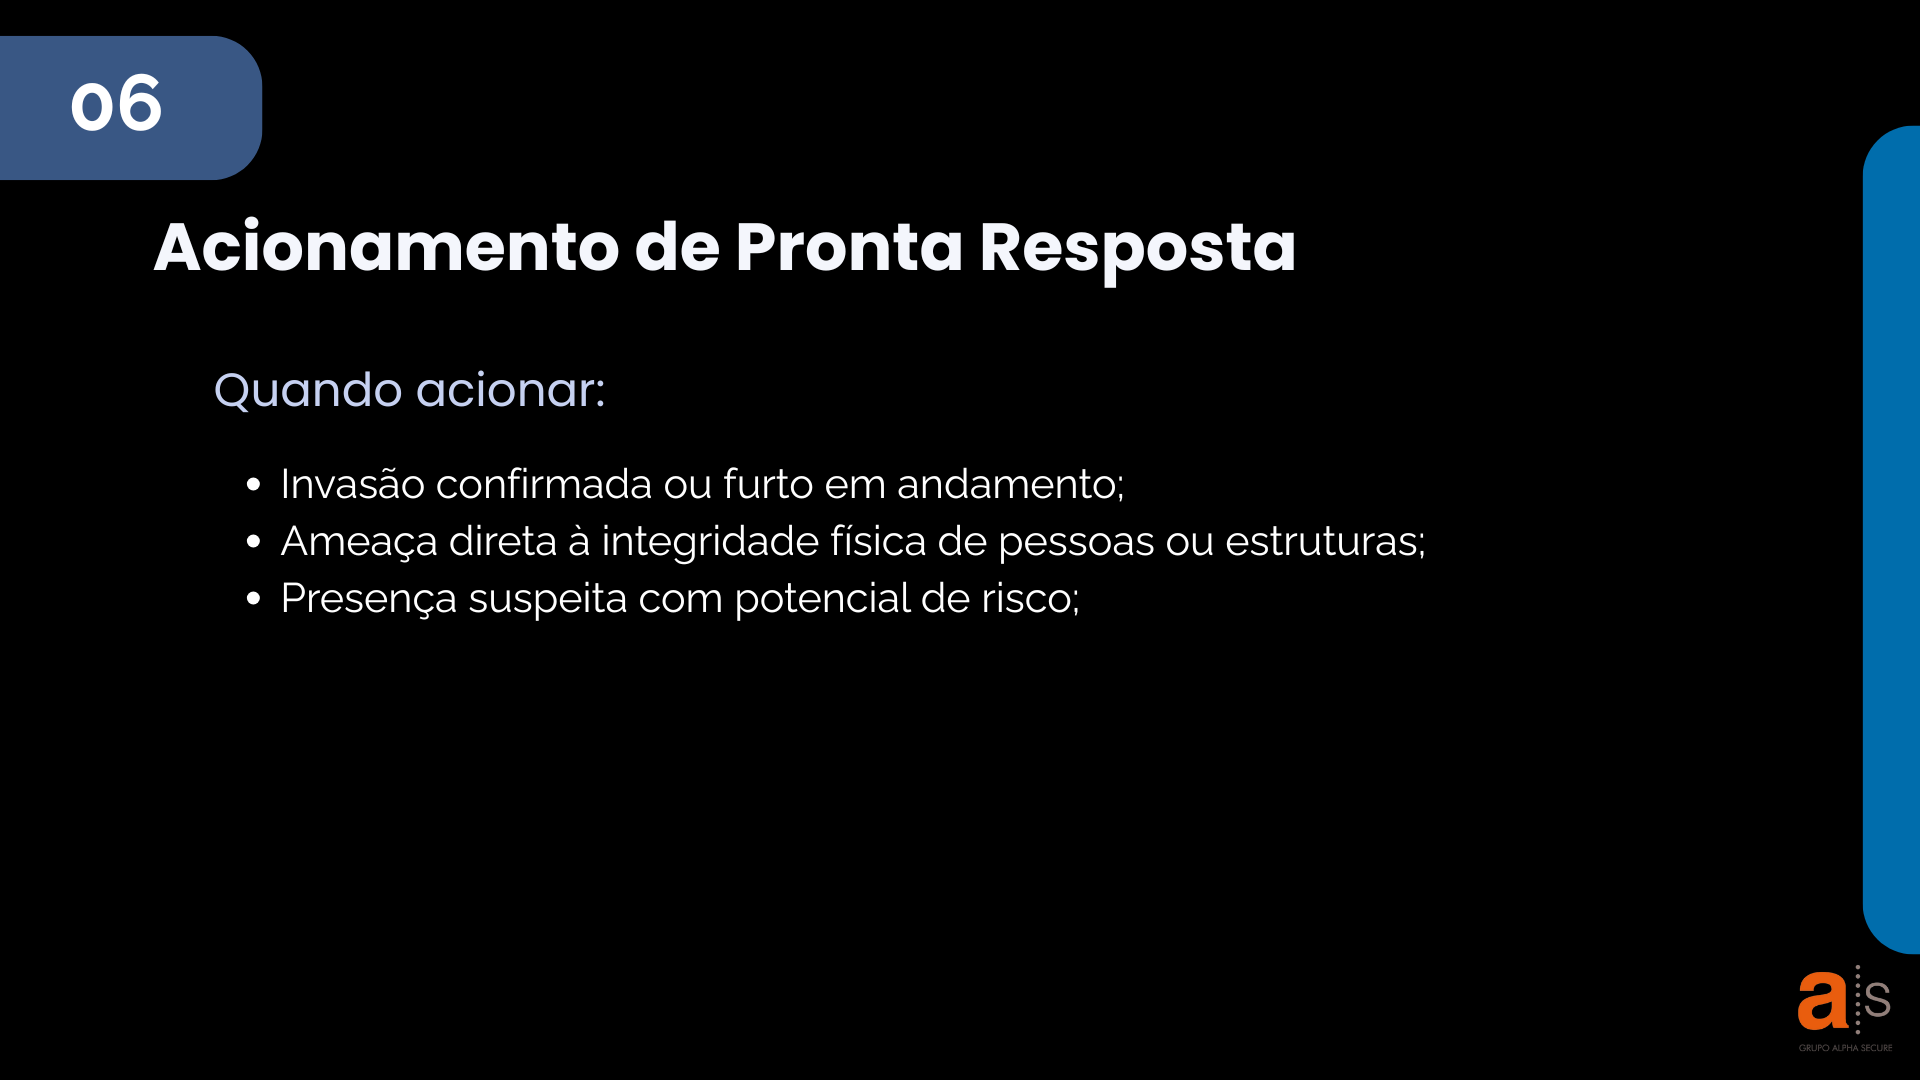 06
Acionamento de Pronta Resposta
Quando acionar:
• Invasão confirmada ou furto em andamento;
• Ameaça direta à integridade física de pessoas ou estruturas;
• Presença suspeita com potencial de risco;
a s
GRUPO ALPHA SECURE